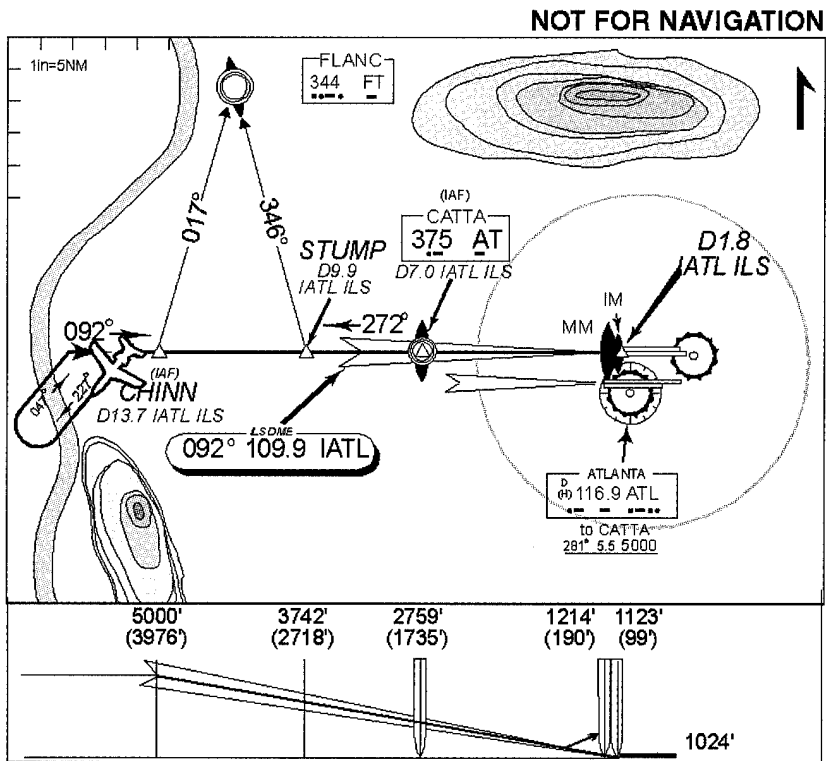 NOT FOR NAVIGATION
1in=5NM
FLANC
344 FT
(IAF)
CATTA
375 AT
D7.0 IATL ILS
017°
346°
STUMP
D9.9
IATL ILS
D1.8
IATL ILS
272°
IM
MM
092°
(IAF)
CHINN
D13.7 IATL ILS
047°
227°
ILS DME
092° 109.9 IATL
ATLANTA
D
(H) 116.9 ATL
to CATTA
281° 5.5 5000
5000' 3742' 2759' 1214' 1123'
(3976') (2718') (1735') (190') (99')
1024'